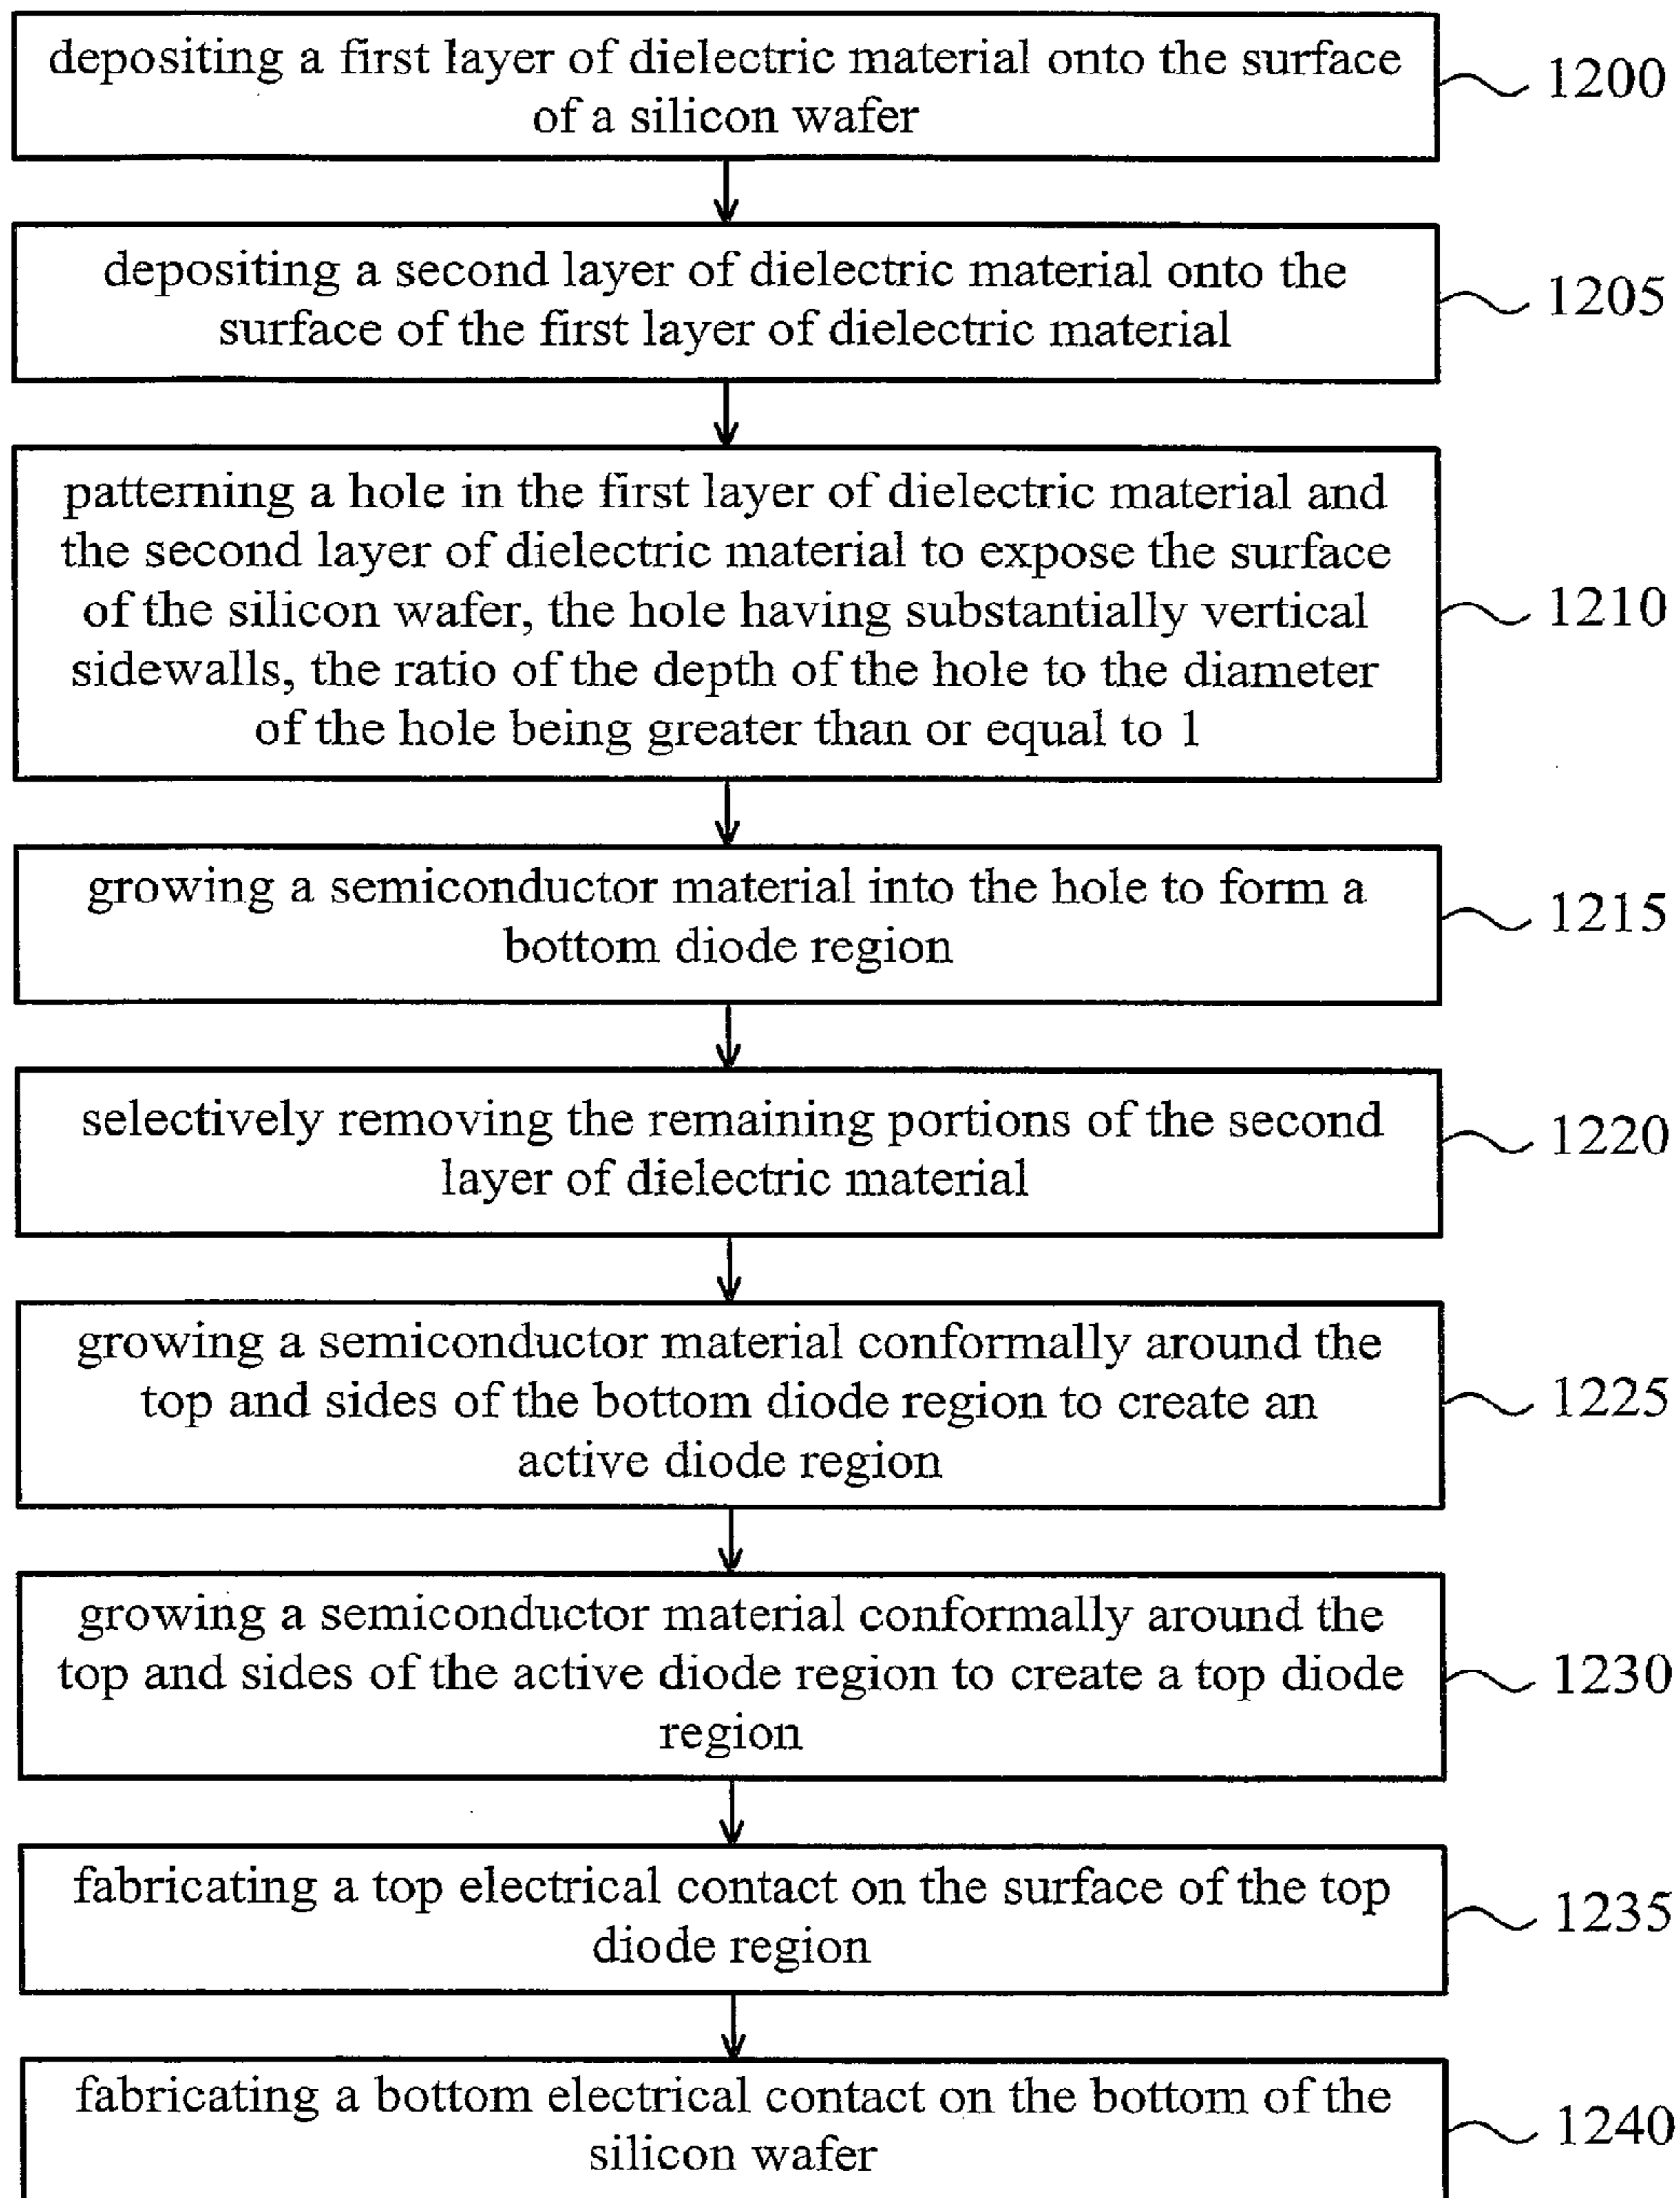 depositing a first layer of dielectric material onto the surface
of a silicon wafer
1200
depositing a second layer of dielectric material onto the
surface of the first layer of dielectric material
1205
patterning a hole in the first layer of dielectric material and
the second layer of dielectric material to expose the surface
of the silicon wafer, the hole having substantially vertical
sidewalls, the ratio of the depth of the hole to the diameter
of the hole being greater than or equal to 1
1210
growing a semiconductor material into the hole to form a
bottom diode region
1215
selectively removing the remaining portions of the second
layer of dielectric material
1220
growing a semiconductor material conformally around the
top and sides of the bottom diode region to create an
active diode region
1225
growing a semiconductor material conformally around the
top and sides of the active diode region to create a top diode
region
1230
fabricating a top electrical contact on the surface of the top
diode region
1235
fabricating a bottom electrical contact on the bottom of the
silicon wafer
1240